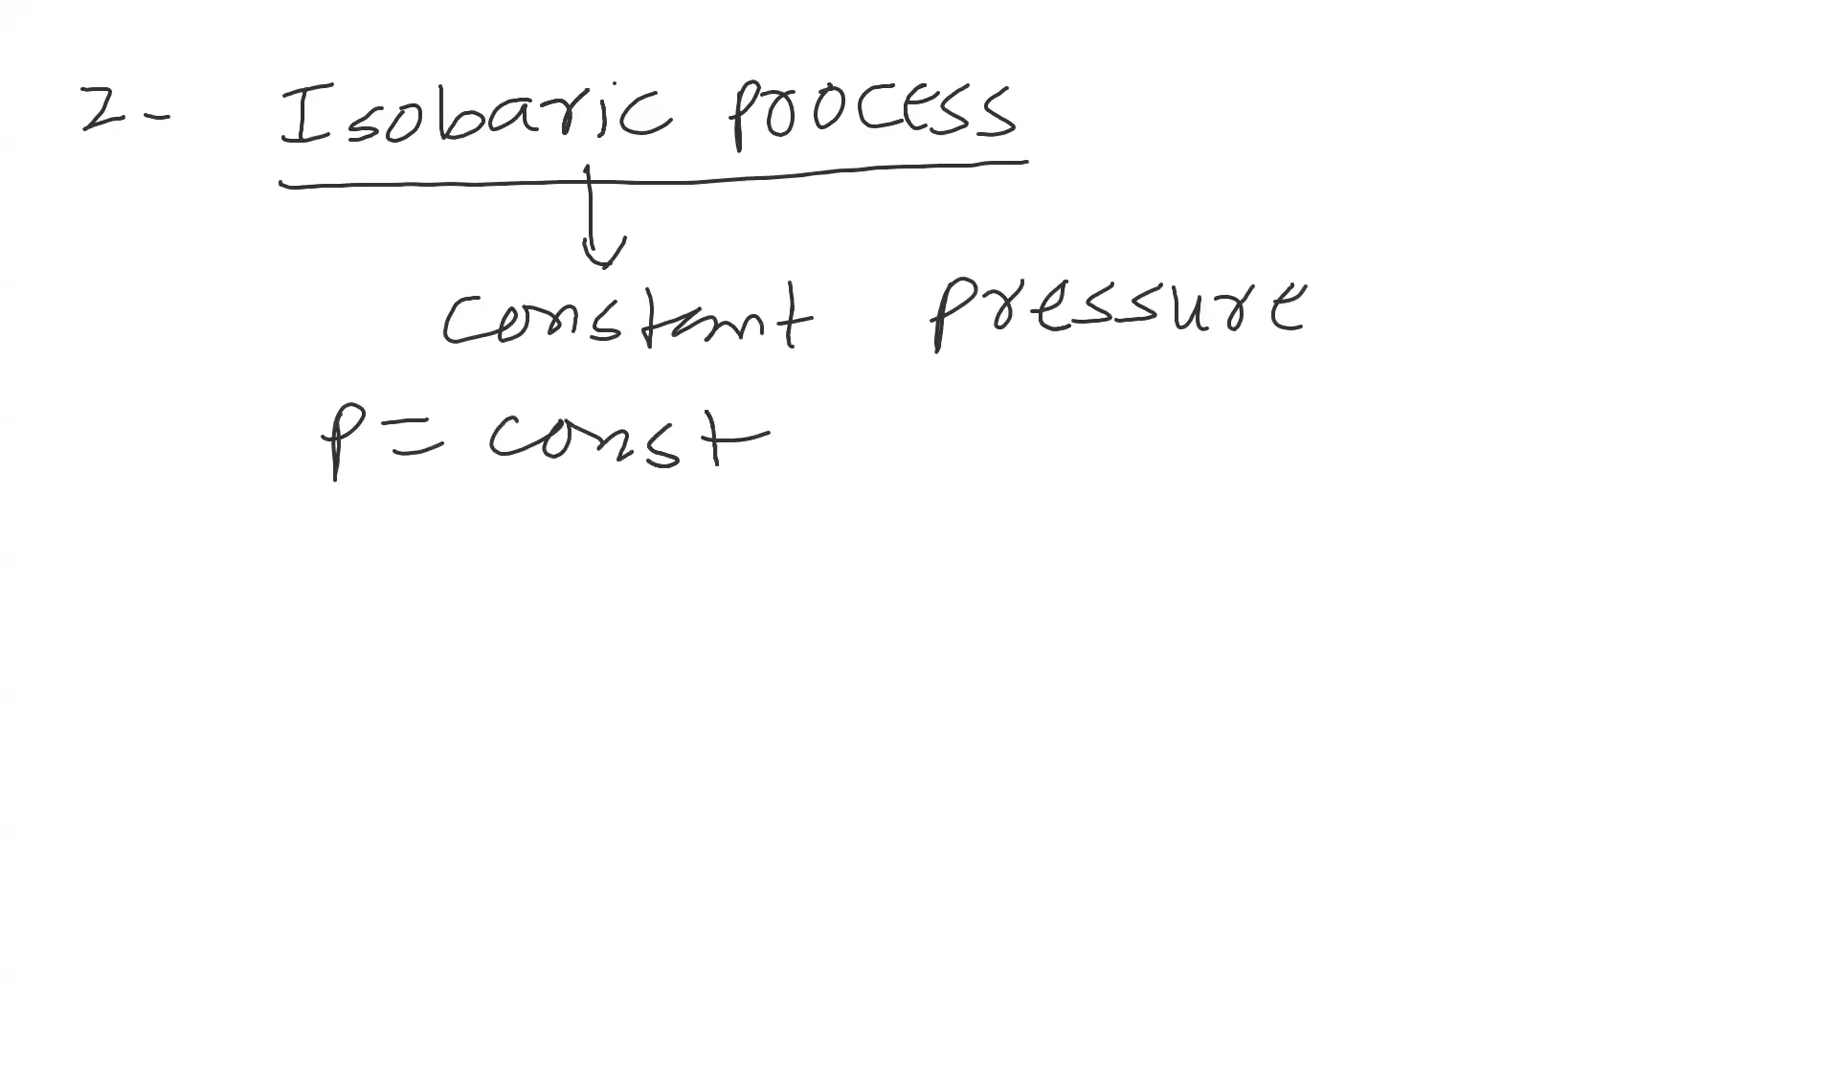 2- Isobaric process
constant pressure
P = const